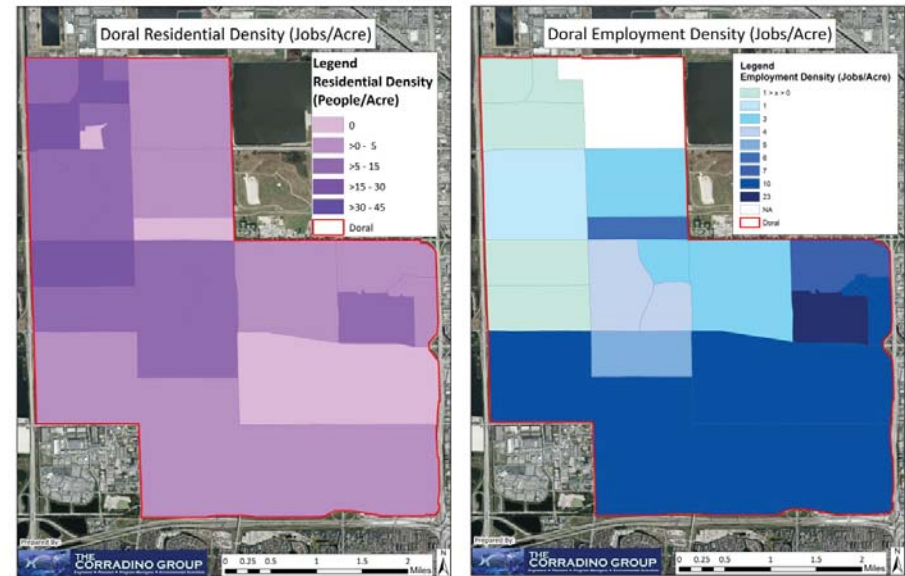 Doral Residential Density (Jobs/Acre)
Legend
Residential Density
(People/Acre)
0
>0 - 5
>5 - 15
>15 - 30
>30 - 45
Doral
Prepared By:
THE
CORRADINO GROUP
0 0.25 0.5 1 1.5 2
Miles
N
Doral Employment Density (Jobs/Acre)
Legend
Employment Density (Jobs/Acre)
1 > x > 0
1
3
4
5
6
7
10
23
NA
Doral
Prepared By:
THE
CORRADINO GROUP
0 0.25 0.5 1 1.5 2
Miles
N